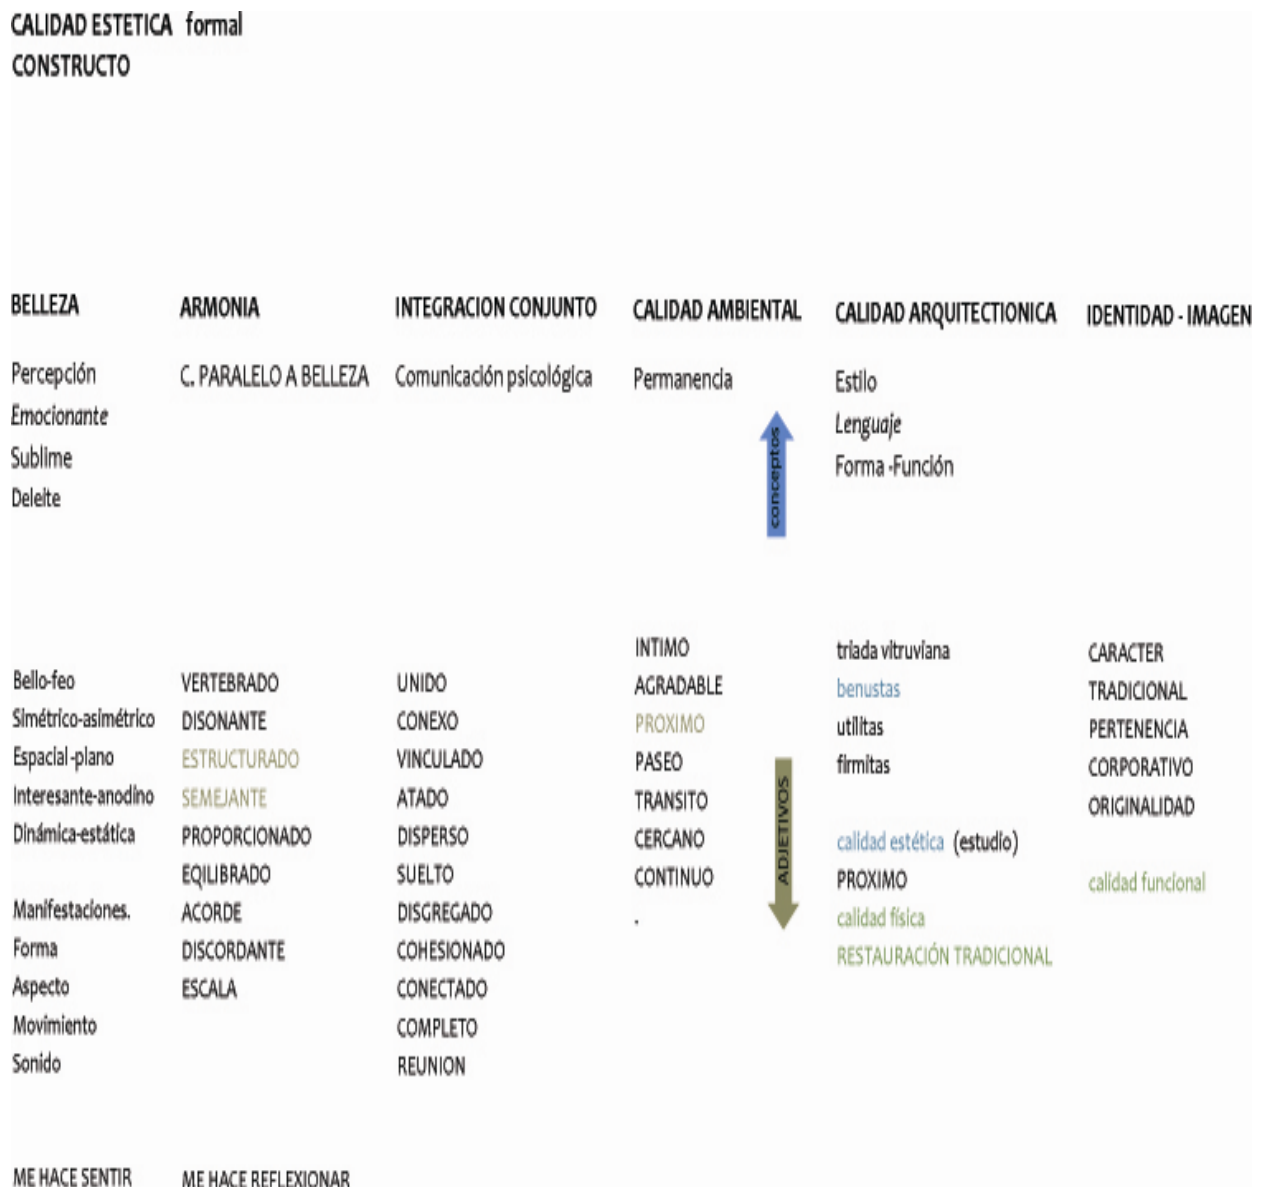 CALIDAD ESTETICA formal
CONSTRUCTO
BELLEZA
Percepción
Emocionante
Sublime
Deleite
Bello-feo
Simétrico-asimétrico
Espacial-plano
Interesante-anodino
Dinámica-estática
Manifestaciones.
Forma
Aspecto
Movimiento
Sonido
ME HACE SENTIR
ARMONIA
C. PARALELO A BELLEZA
VERTEBRADO
DISONANTE
ESTRUCTURADO
SEMEJANTE
PROPORCIONADO
EQILIBRADO
ACORDE
DISCORDANTE
ESCALA
ME HACE REFLEXIONAR
INTEGRACION CONJUNTO
Comunicación psicológica
UNIDO
CONEXO
VINCULADO
ATADO
DISPERSO
SUELTO
DISGREGADO
COHESIONADO
CONECTADO
COMPLETO
REUNION
CALIDAD AMBIENTAL
Permanencia
conceptos
INTIMO
AGRADABLE
PROXIMO
PASEO
TRANSITO
CERCANO
CONTINUO
.
ADJETIVOS
CALIDAD ARQUITECTIONICA
Estilo
Lenguaje
Forma -Función
triada vitruviana
benustas
utilitas
firmitas
calidad estética (estudio)
PROXIMO
calidad física
RESTAURACIÓN TRADICIONAL
IDENTIDAD - IMAGEN
CARACTER
TRADICIONAL
PERTENENCIA
CORPORATIVO
ORIGINALIDAD
calidad funcional